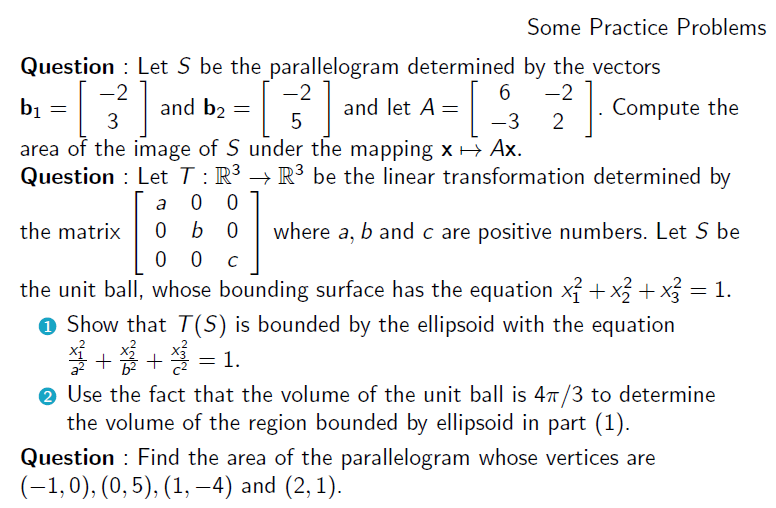 Some Practice Problems
Question : Let S be the parallelogram determined by the vectors
b₁ = [ −2 3 ] and b₂ = [ −2 5 ] and let A = [ 6 −2 −3 2 ] . Compute the
area of the image of S under the mapping x ↦ Ax.
Question : Let T : ℝ³ → ℝ³ be the linear transformation determined by
the matrix [ a 0 0 0 b 0 0 0 c ] where a, b and c are positive numbers. Let S be
the unit ball, whose bounding surface has the equation x₁² + x₂² + x₃² = 1.
1 Show that T(S) is bounded by the ellipsoid with the equation
x₁²/a² + x₂²/b² + x₃²/c² = 1.
2 Use the fact that the volume of the unit ball is 4π/3 to determine
the volume of the region bounded by ellipsoid in part (1).
Question : Find the area of the parallelogram whose vertices are
(−1, 0), (0, 5), (1, −4) and (2, 1).